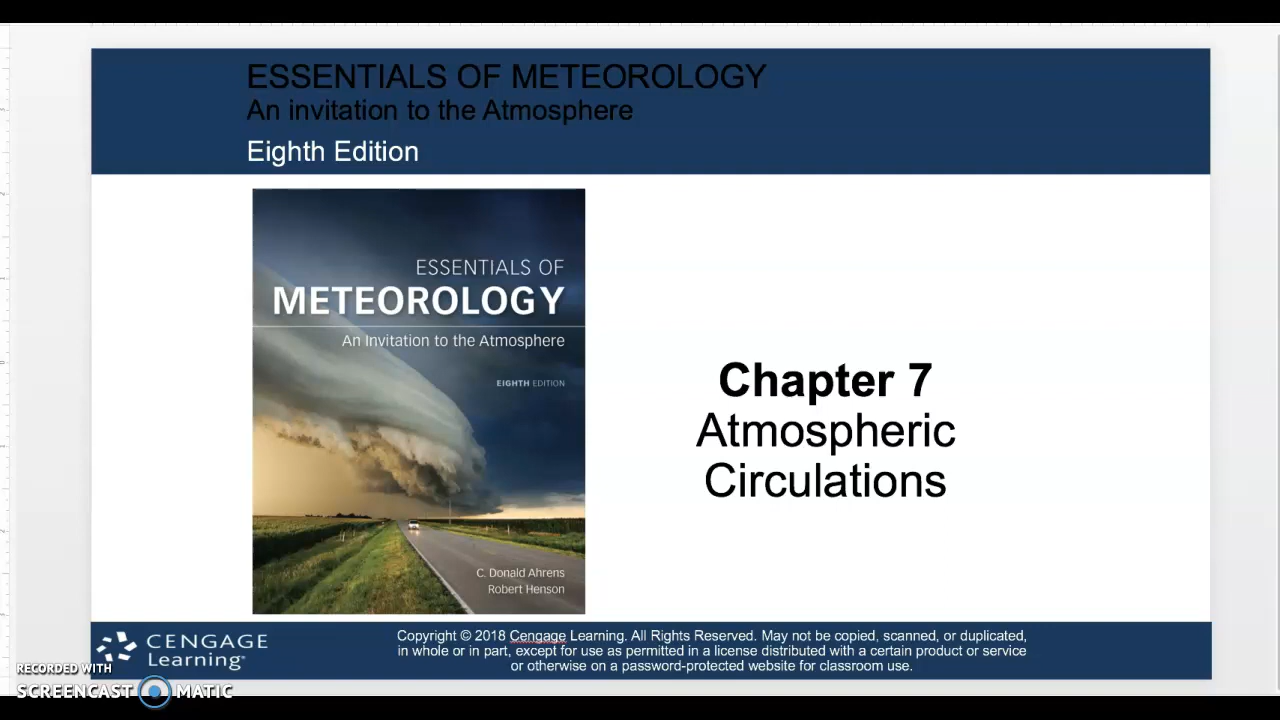 ESSENTIALS OF METEOROLOGY
An invitation to the Atmosphere
Eighth Edition
ESSENTIALS OF
METEOROLOGY
An Invitation to the Atmosphere
EIGHTH EDITION
C. Donald Ahrens
Robert Henson
Chapter 7
Atmospheric
Circulations
CENGAGE
Learning®
Copyright © 2018 Cengage Learning. All Rights Reserved. May not be copied, scanned, or duplicated,
in whole or in part, except for use as permitted in a license distributed with a certain product or service
or otherwise on a password-protected website for classroom use.
RECORDED WITH
SCREENCAST MATIC